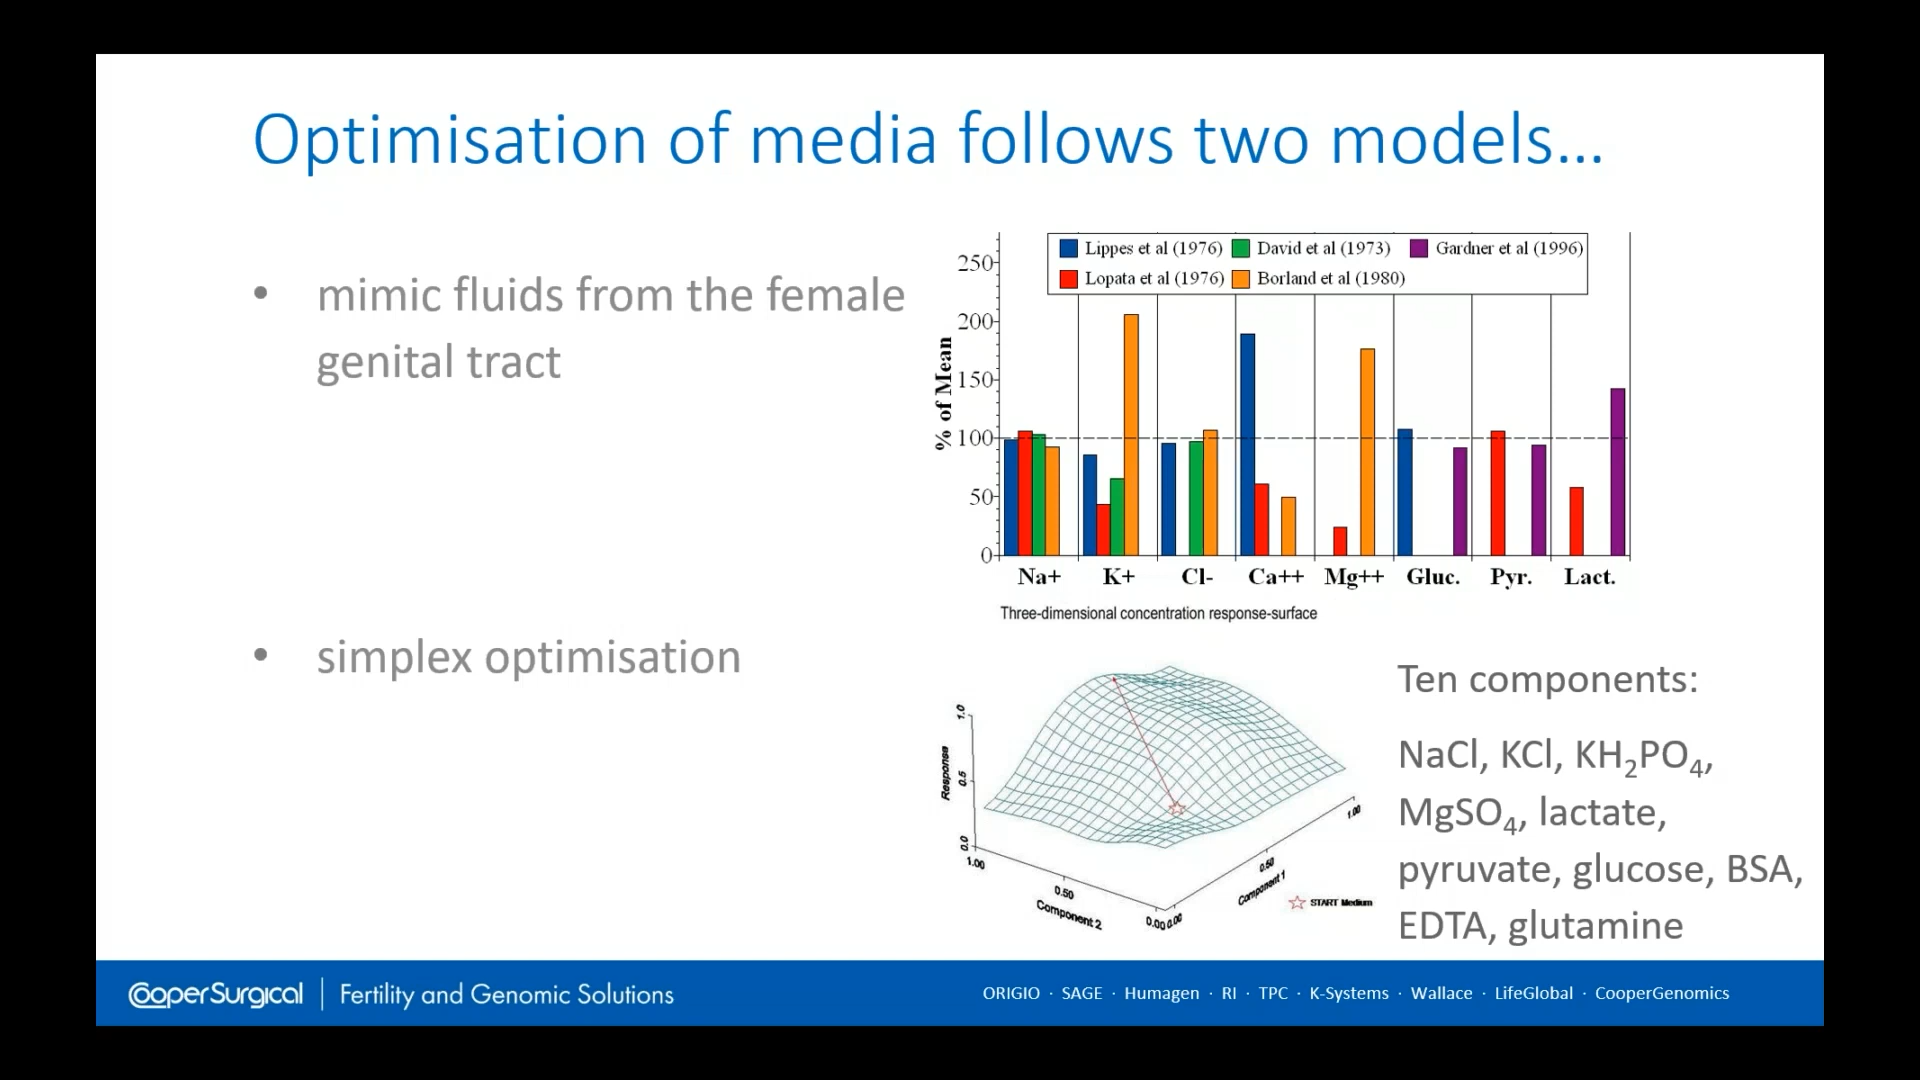 Optimisation of media follows two models...
• mimic fluids from the female
genital tract
• simplex optimisation
Lippes et al (1976) David et al (1973) Gardner et al (1996)
Lopata et al (1976) Borland et al (1980)
% of Mean
250
200
150
100
50
0
Na+ K+ Cl- Ca++ Mg++ Gluc. Pyr. Lact.
Three-dimensional concentration response-surface
Response
1.0
0.5
0.0
1.00
0.50
0.00
Component 2
0.00
0.50
1.00
Component 1
START Medium
Ten components:
NaCl, KCl, KH₂PO₄,
MgSO₄, lactate,
pyruvate, glucose, BSA,
EDTA, glutamine
CooperSurgical | Fertility and Genomic Solutions
ORIGIO · SAGE · Humagen · RI · TPC · K-Systems · Wallace · LifeGlobal · CooperGenomics